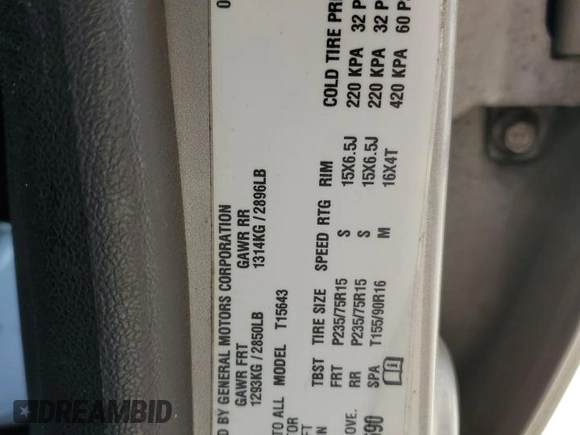 D BY GENERAL MOTORS CORPORATION
GAWR FRT GAWR RR
1293KG / 2850LB 1314KG / 2896LB
TO ALL
MODEL T15643
TBST TIRE SIZE SPEED RTG RIM COLD TIRE PR
FRT P235/75R15 S 15X6.5J 220 KPA 32 P
RR P235/75R15 S 15X6.5J 220 KPA 32 P
SPA T155/90R16 M 16X4T 420 KPA 60 P
OVE.
DREAMBID